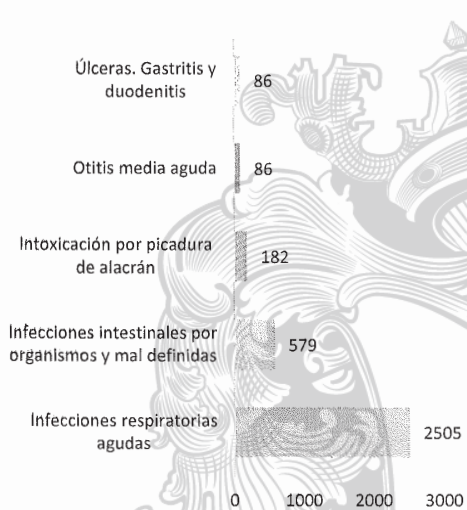 Úlceras. Gastritis y
duodenitis
86
Otitis media aguda
86
Intoxicación por picadura
de alacrán
182
Infecciones intestinales por
organismos y mal definidas
579
Infecciones respiratorias
agudas
2505
0 1000 2000 3000